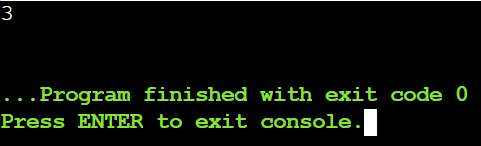 3
...Program finished with exit code 0
Press ENTER to exit console.